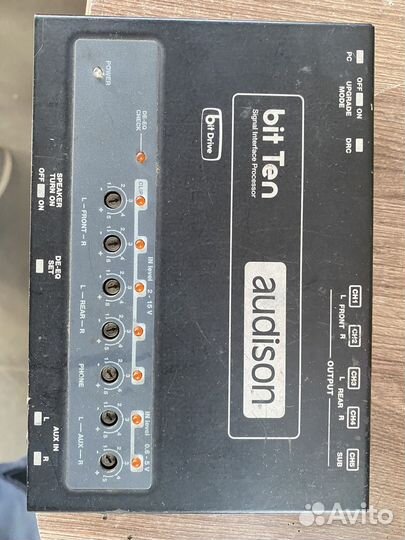 PC
OFF ON
UPGRADE
MODE
DRC
CH1 CH2 CH3 CH4 CH5
L FRONT R L REAR R SUB
OUTPUT
bit Ten
Signal Interface Processor
audison
bit Drive
POWER
DE-EQ
CHECK
CLIP
IN level 2 - 15 V
IN level 0.6 - 5 V
L – FRONT – R
L – REAR – R
PHONE
L – AUX – R
SPEAKER
TURN ON
OFF ON
DE-EQ
SET
AUX IN
L R
Avito